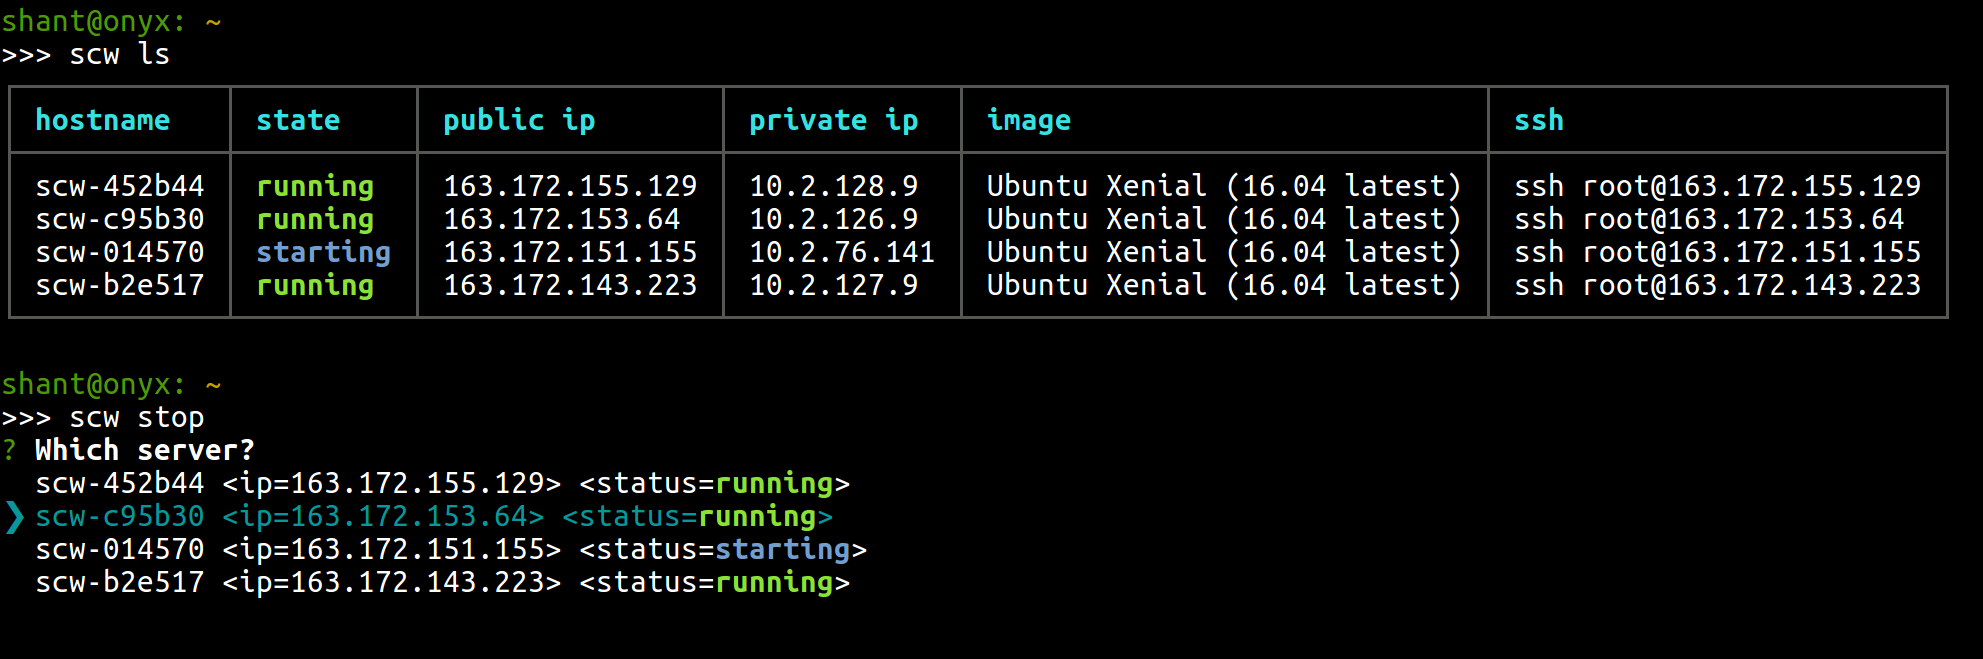 shant@onyx: ~
>>> scw ls
hostname state public ip private ip image ssh
scw-452b44 running 163.172.155.129 10.2.128.9 Ubuntu Xenial (16.04 latest) ssh root@163.172.155.129
scw-c95b30 running 163.172.153.64 10.2.126.9 Ubuntu Xenial (16.04 latest) ssh root@163.172.153.64
scw-014570 starting 163.172.151.155 10.2.76.141 Ubuntu Xenial (16.04 latest) ssh root@163.172.151.155
scw-b2e517 running 163.172.143.223 10.2.127.9 Ubuntu Xenial (16.04 latest) ssh root@163.172.143.223
shant@onyx: ~
>>> scw stop
? Which server?
scw-452b44 <ip=163.172.155.129> <status=running>
❯ scw-c95b30 <ip=163.172.153.64> <status=running>
scw-014570 <ip=163.172.151.155> <status=starting>
scw-b2e517 <ip=163.172.143.223> <status=running>